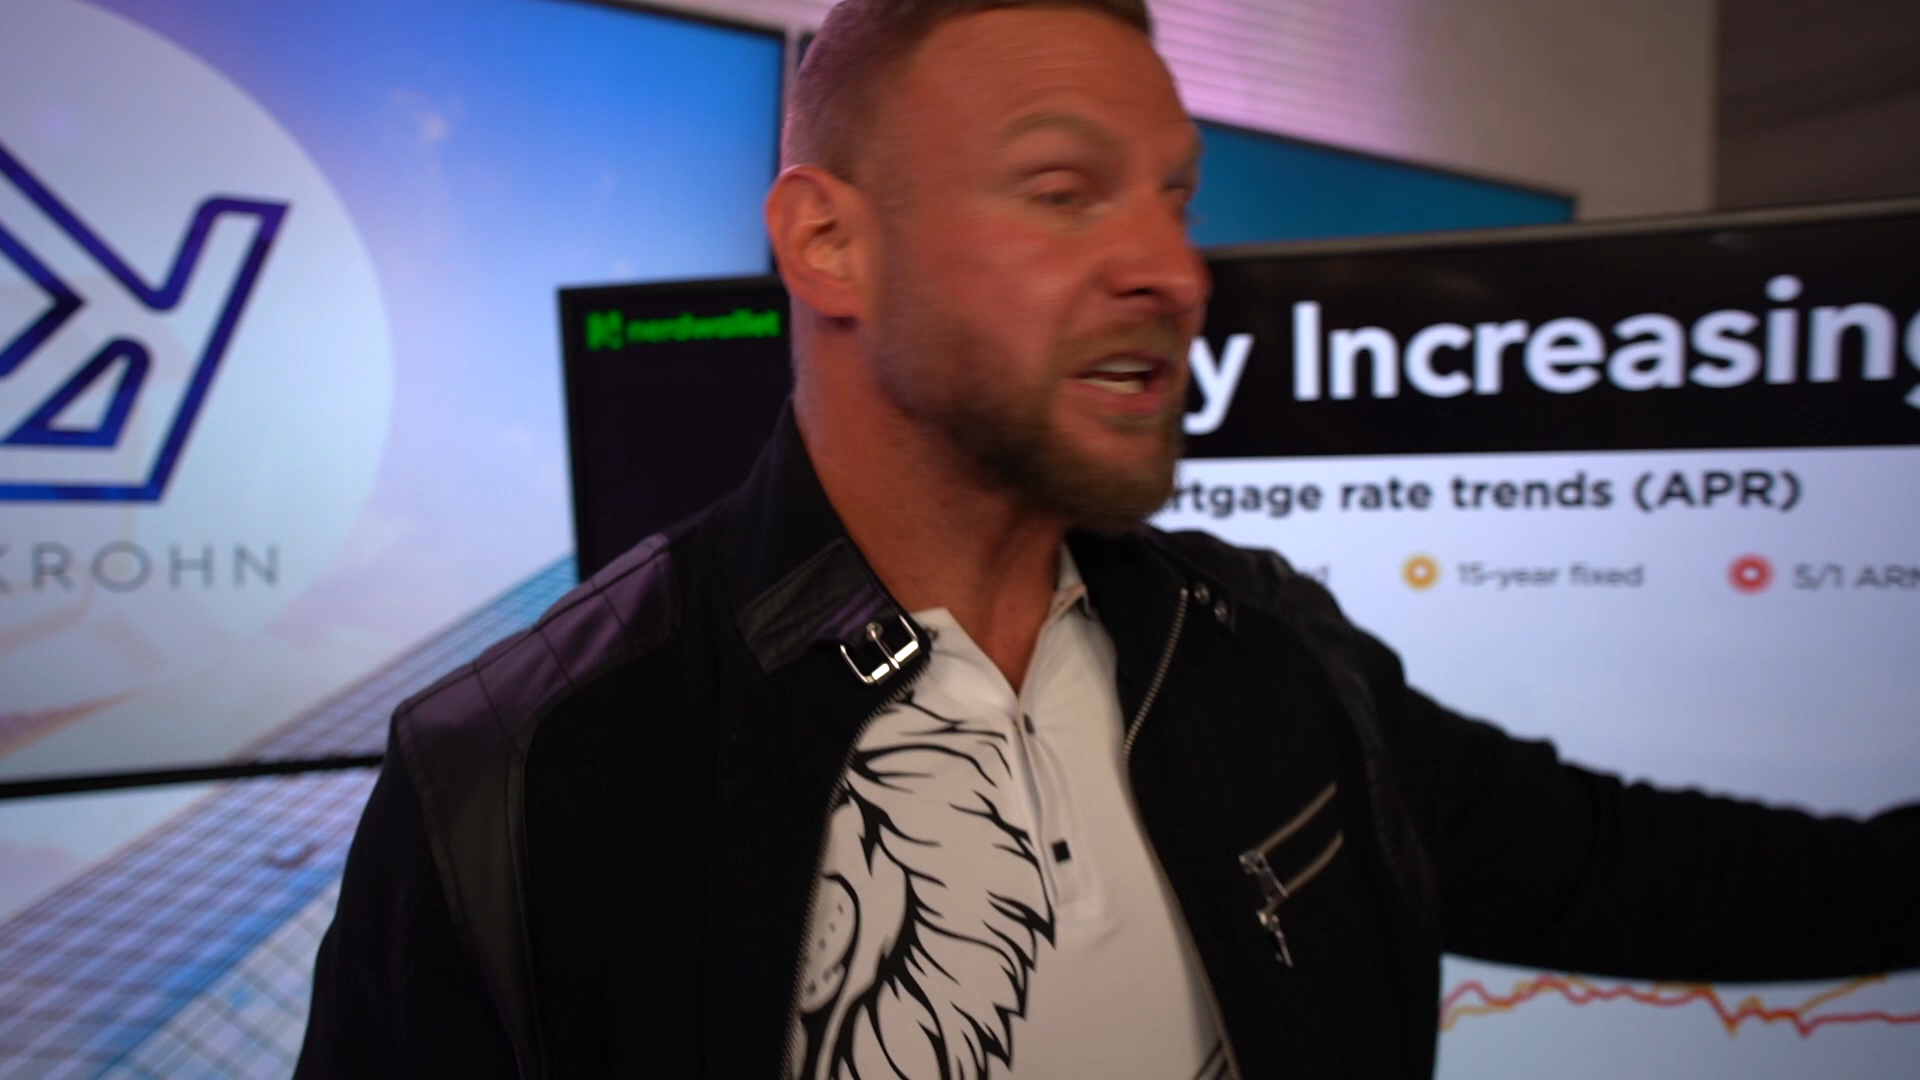 KROHN
nerdwallet
y Increasing
rtgage rate trends (APR)
d 15-year fixed 5/1 ARM